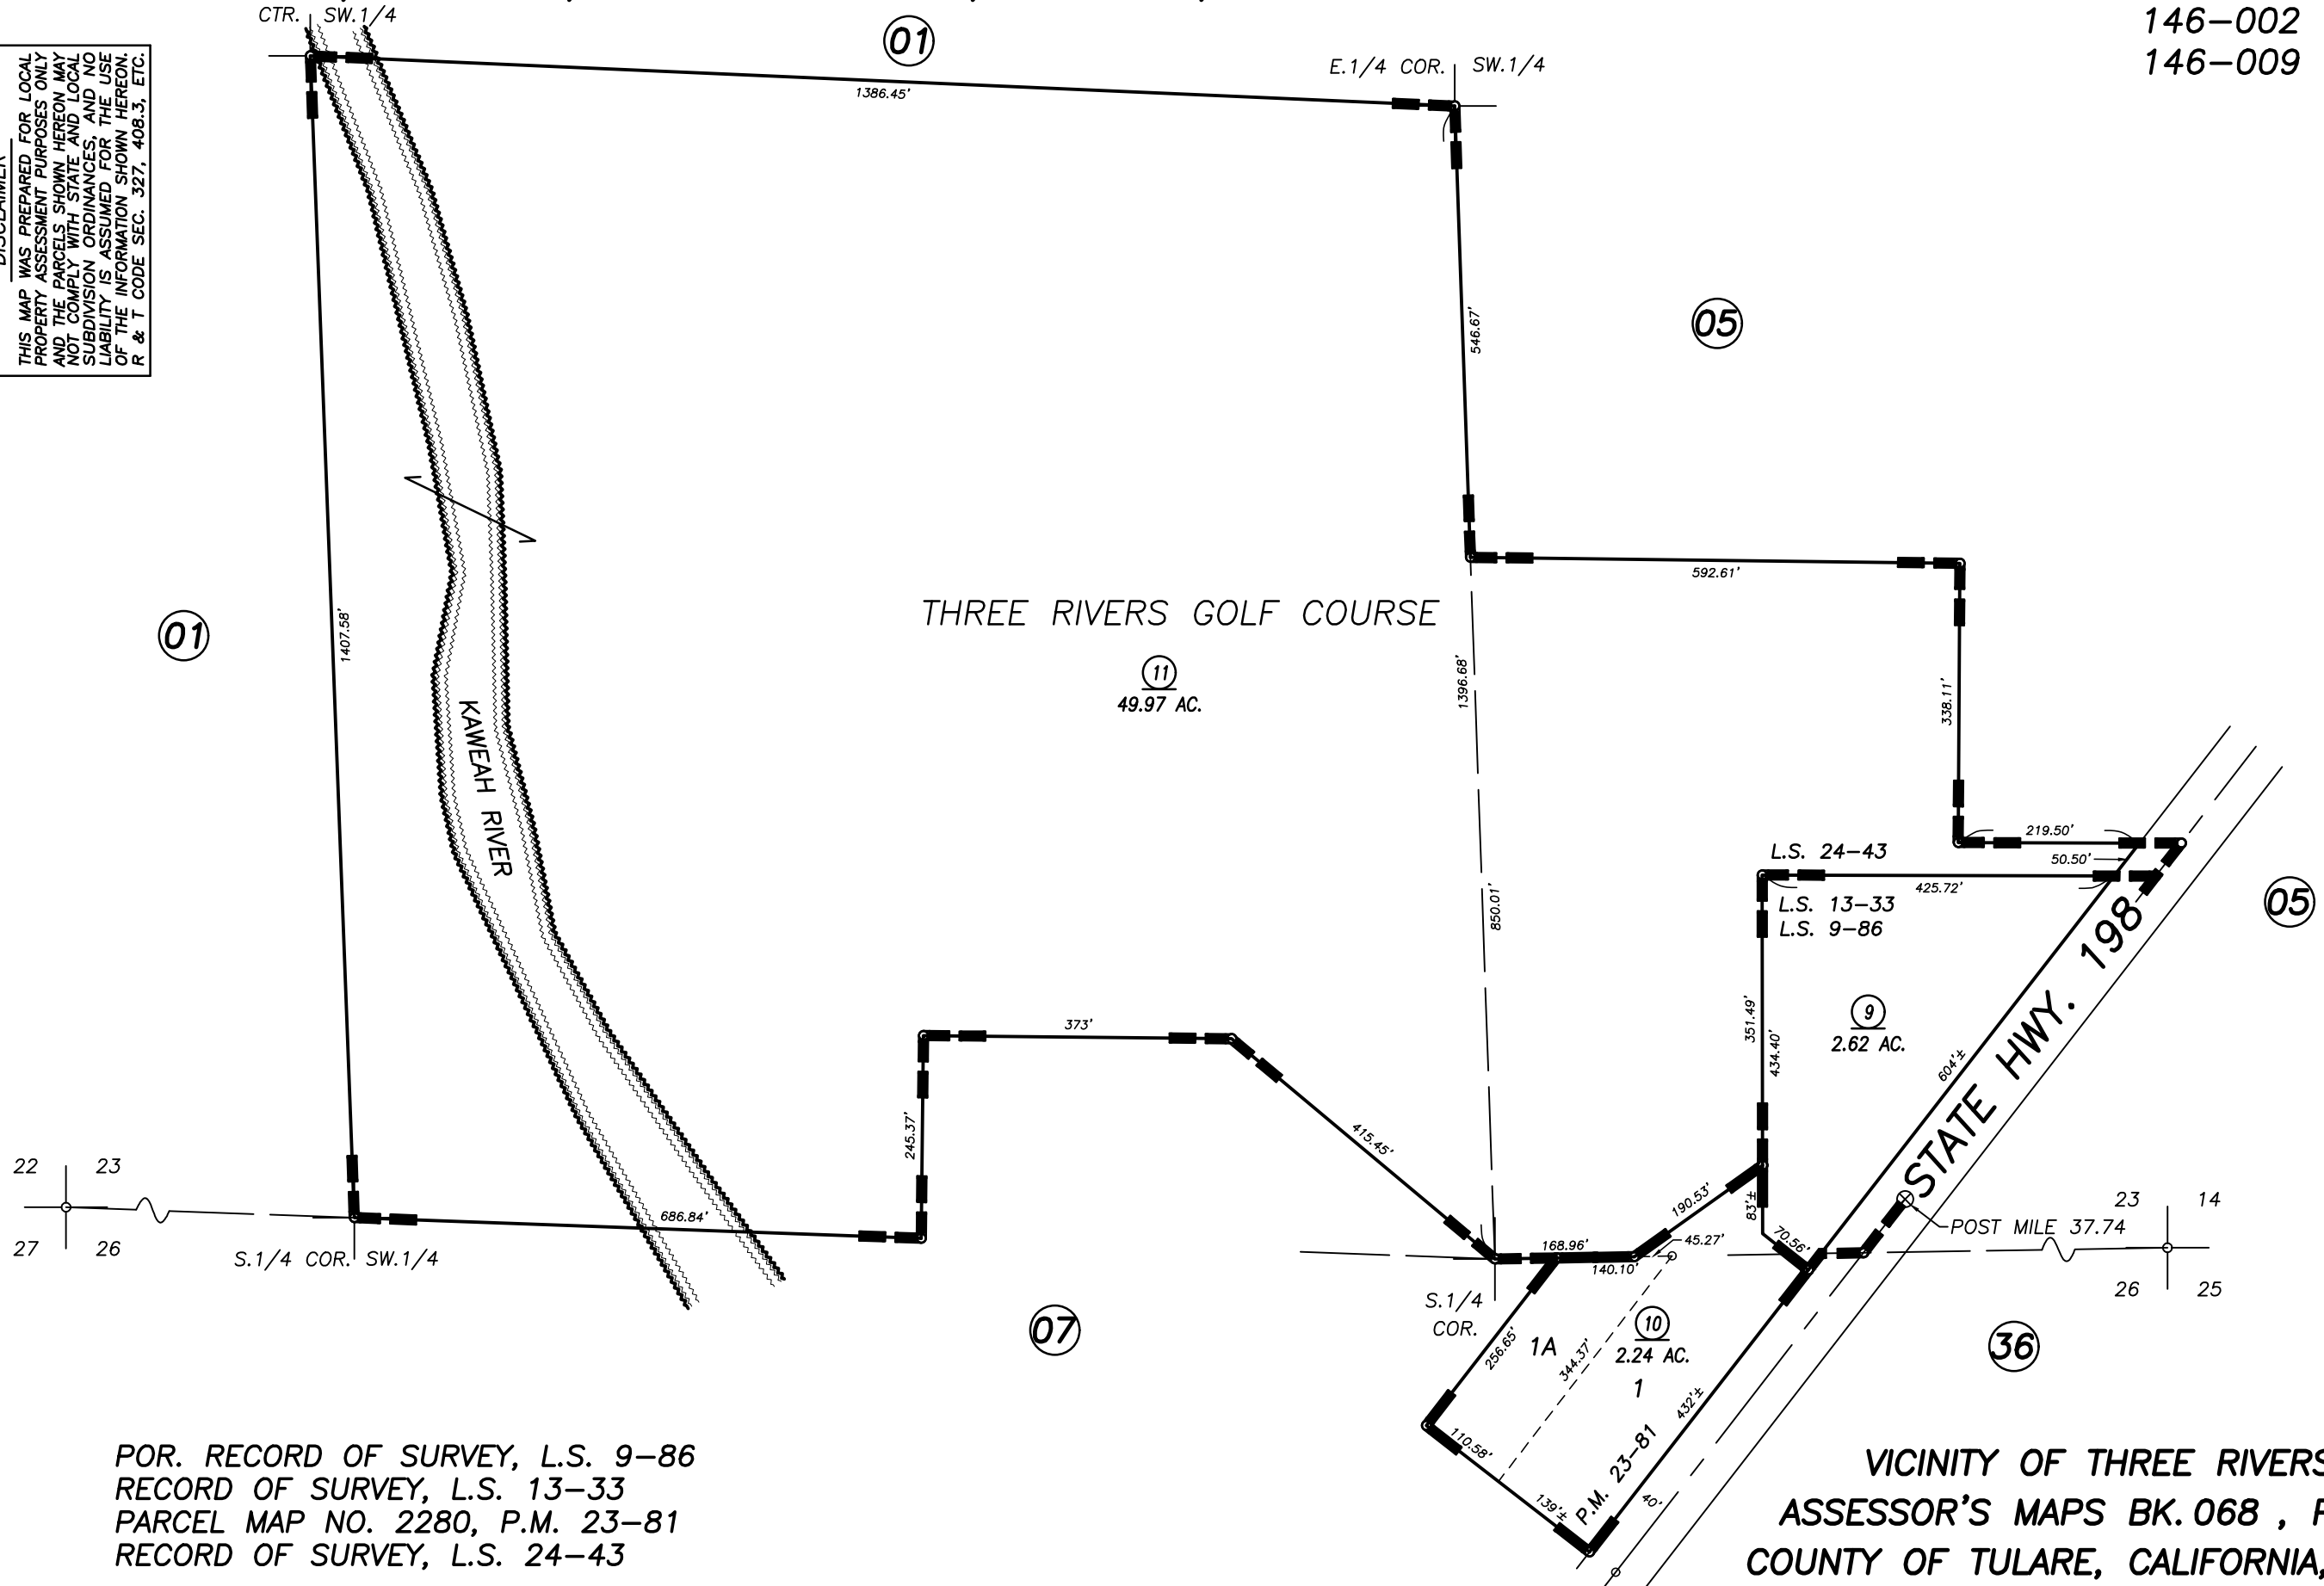 CTR. SW.1/4
01
146-002
146-009
E.1/4 COR. SW.1/4
THIS MAP WAS PREPARED FOR LOCAL
PROPERTY ASSESSMENT PURPOSES ONLY
AND THE PARCELS SHOWN HEREON MAY
NOT COMPLY WITH STATE AND LOCAL
SUBDIVISION ORDINANCES, AND NO
LIABILITY IS ASSUMED FOR THE USE
OF THE INFORMATION SHOWN HEREON.
R & T CODE SEC. 327, 408.3, ETC.
1386.45'
546.67'
05
592.61'
THREE RIVERS GOLF COURSE
11
49.97 AC.
01
1407.58'
1396.68'
338.11'
KAWEAH RIVER
219.50'
50.50'
L.S. 24-43
425.72'
L.S. 13-33
L.S. 9-86
05
850.01'
STATE HWY. 198
9
2.62 AC.
351.49'
434.40'
604'±
373'
245.37'
415.45'
190.53'
83'±
70.56'
45.27'
168.96'
140.10'
686.84'
22 23
27 26
S.1/4 COR. SW.1/4
23 14
POST MILE 37.74
26 25
S.1/4
COR.
07
256.65'
1A
10
2.24 AC.
1
344.37'
432'±
36
110.58'
139'±
P.M. 23-81
40'
POR. RECORD OF SURVEY, L.S. 9-86
RECORD OF SURVEY, L.S. 13-33
PARCEL MAP NO. 2280, P.M. 23-81
RECORD OF SURVEY, L.S. 24-43
VICINITY OF THREE RIVERS
ASSESSOR'S MAPS BK. 068 ,
COUNTY OF TULARE, CALIFORNIA,